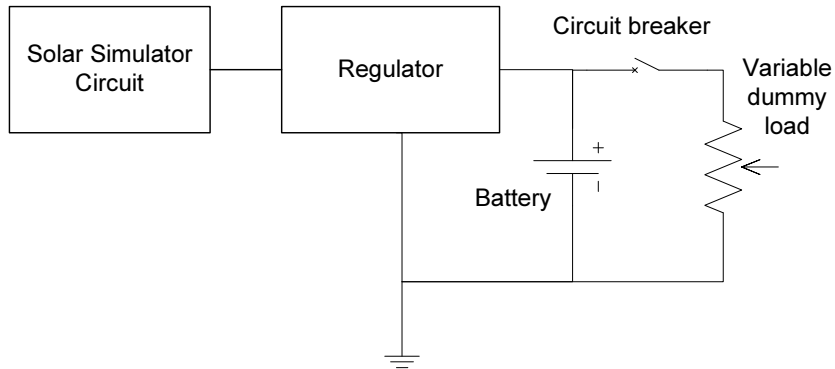 Solar Simulator
Circuit
Regulator
Circuit breaker
Variable
dummy
load
+
Battery